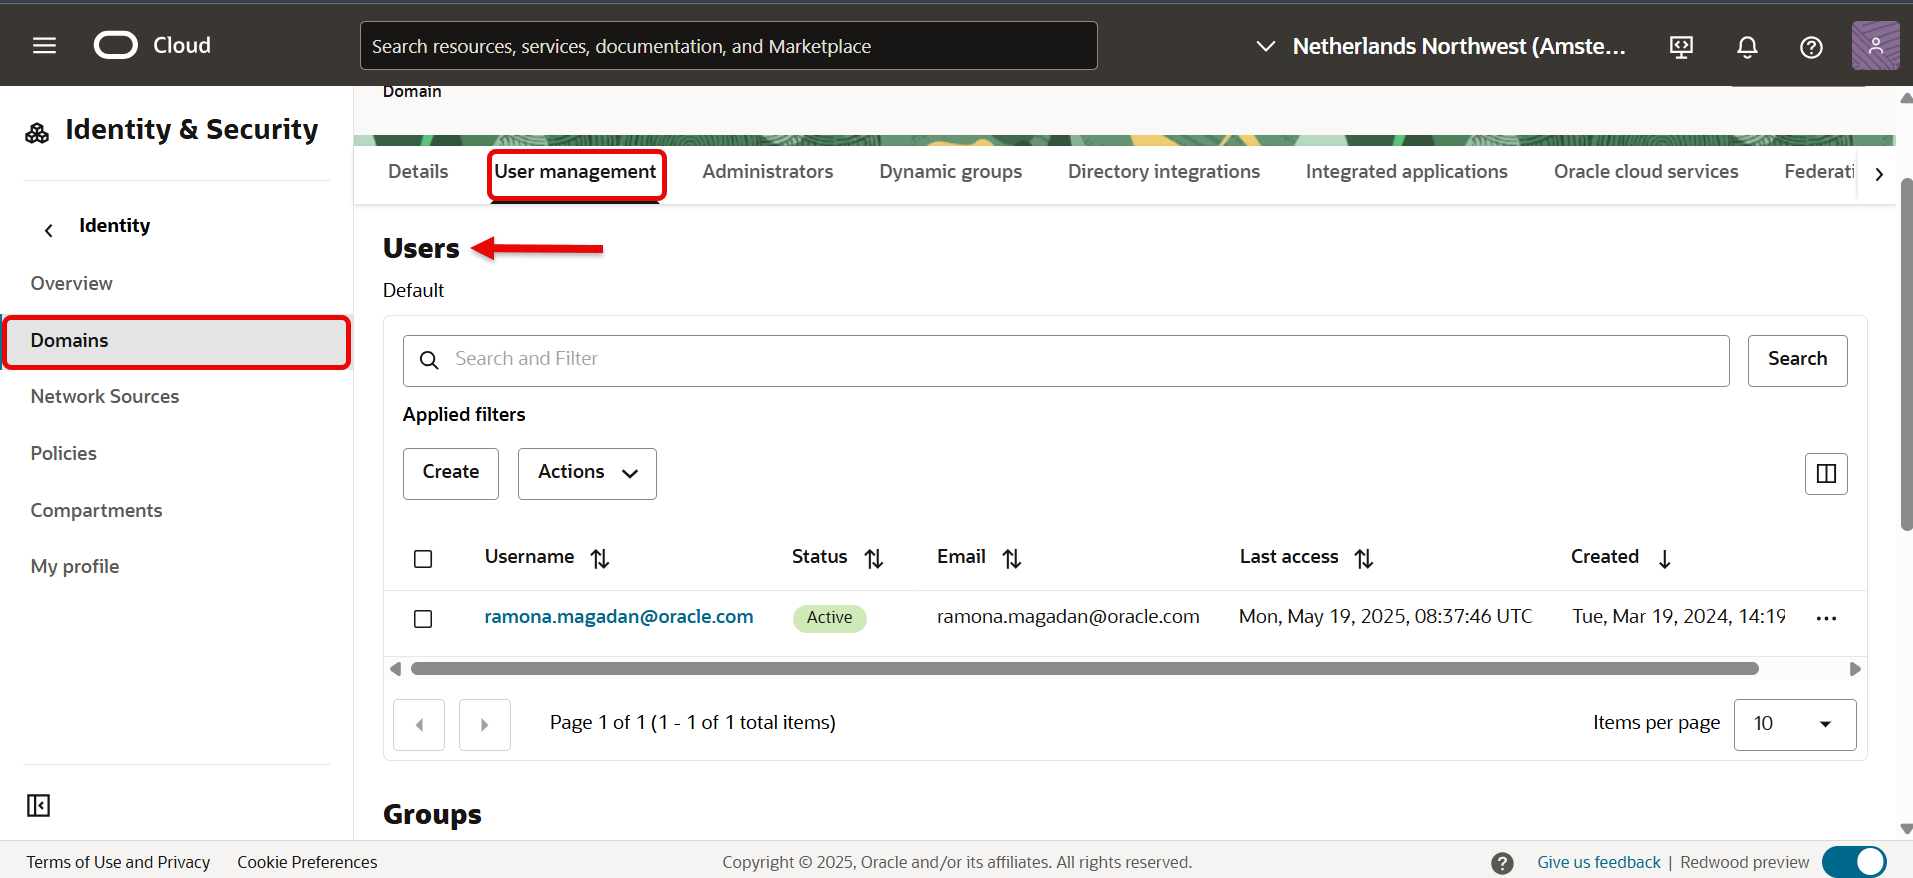 Cloud
Search resources, services, documentation, and Marketplace
Netherlands Northwest (Amste...
Identity & Security
Identity
Overview
Domains
Network Sources
Policies
Compartments
My profile
Domain
Details User management Administrators Dynamic groups Directory integrations Integrated applications Oracle cloud services Federati
Users
Default
Search and Filter
Search
Applied filters
Create Actions
Username Status Email Last access Created
ramona.magadan@oracle.com Active ramona.magadan@oracle.com Mon, May 19, 2025, 08:37:46 UTC Tue, Mar 19, 2024, 14:19
Page 1 of 1 (1 - 1 of 1 total items)
Items per page 10
Groups
Terms of Use and Privacy Cookie Preferences Copyright © 2025, Oracle and/or its affiliates. All rights reserved. Give us feedback | Redwood preview